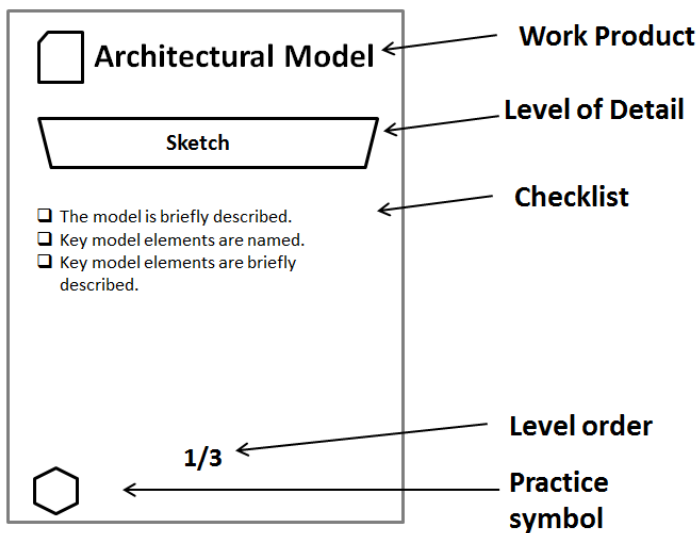 Architectural Model
Work Product
Sketch
Level of Detail
❑ The model is briefly described.
❑ Key model elements are named.
❑ Key model elements are briefly
described.
Checklist
1/3
Level order
Practice
symbol